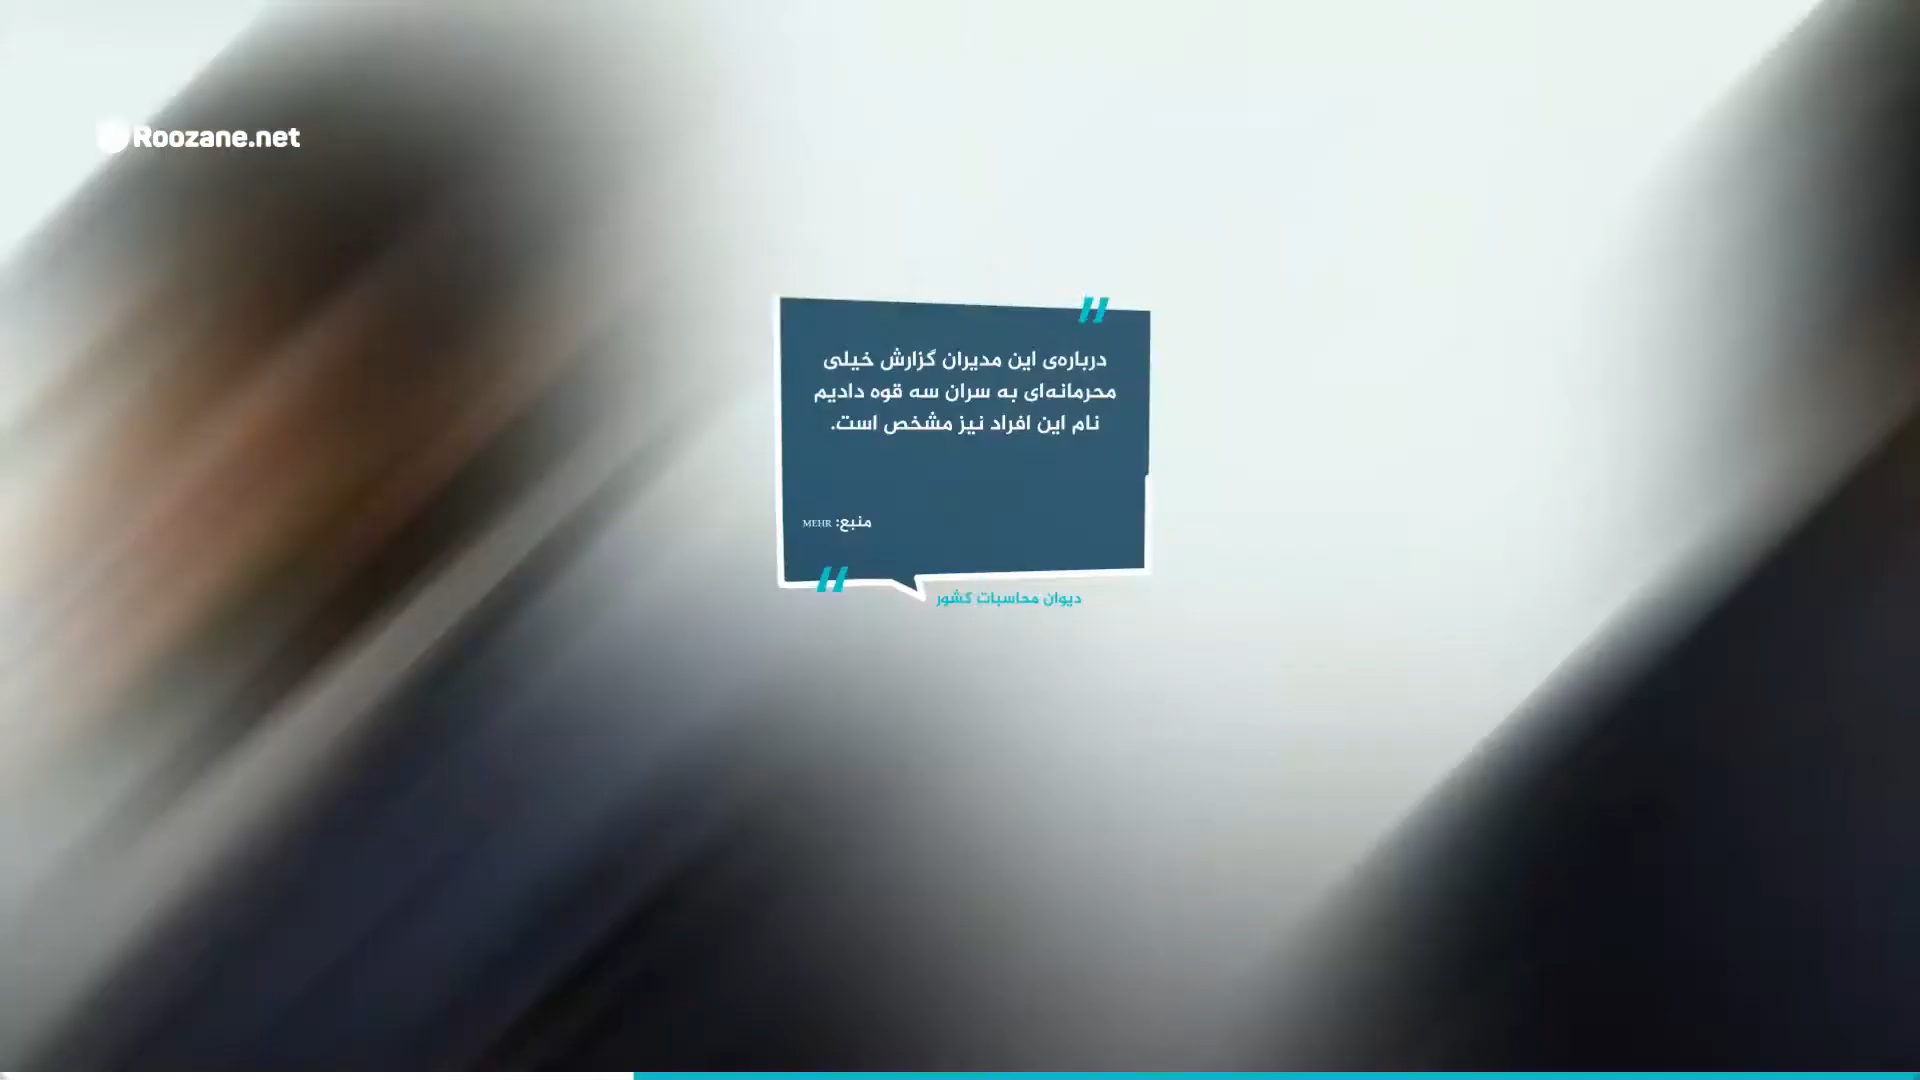 Roozane.net
درباره‌ی این مدیران گزارش خیلی
محرمانه‌ای به سران سه قوه دادیم
نام این افراد نیز مشخص است.
منبع: MEHR
دیوان محاسبات کشور